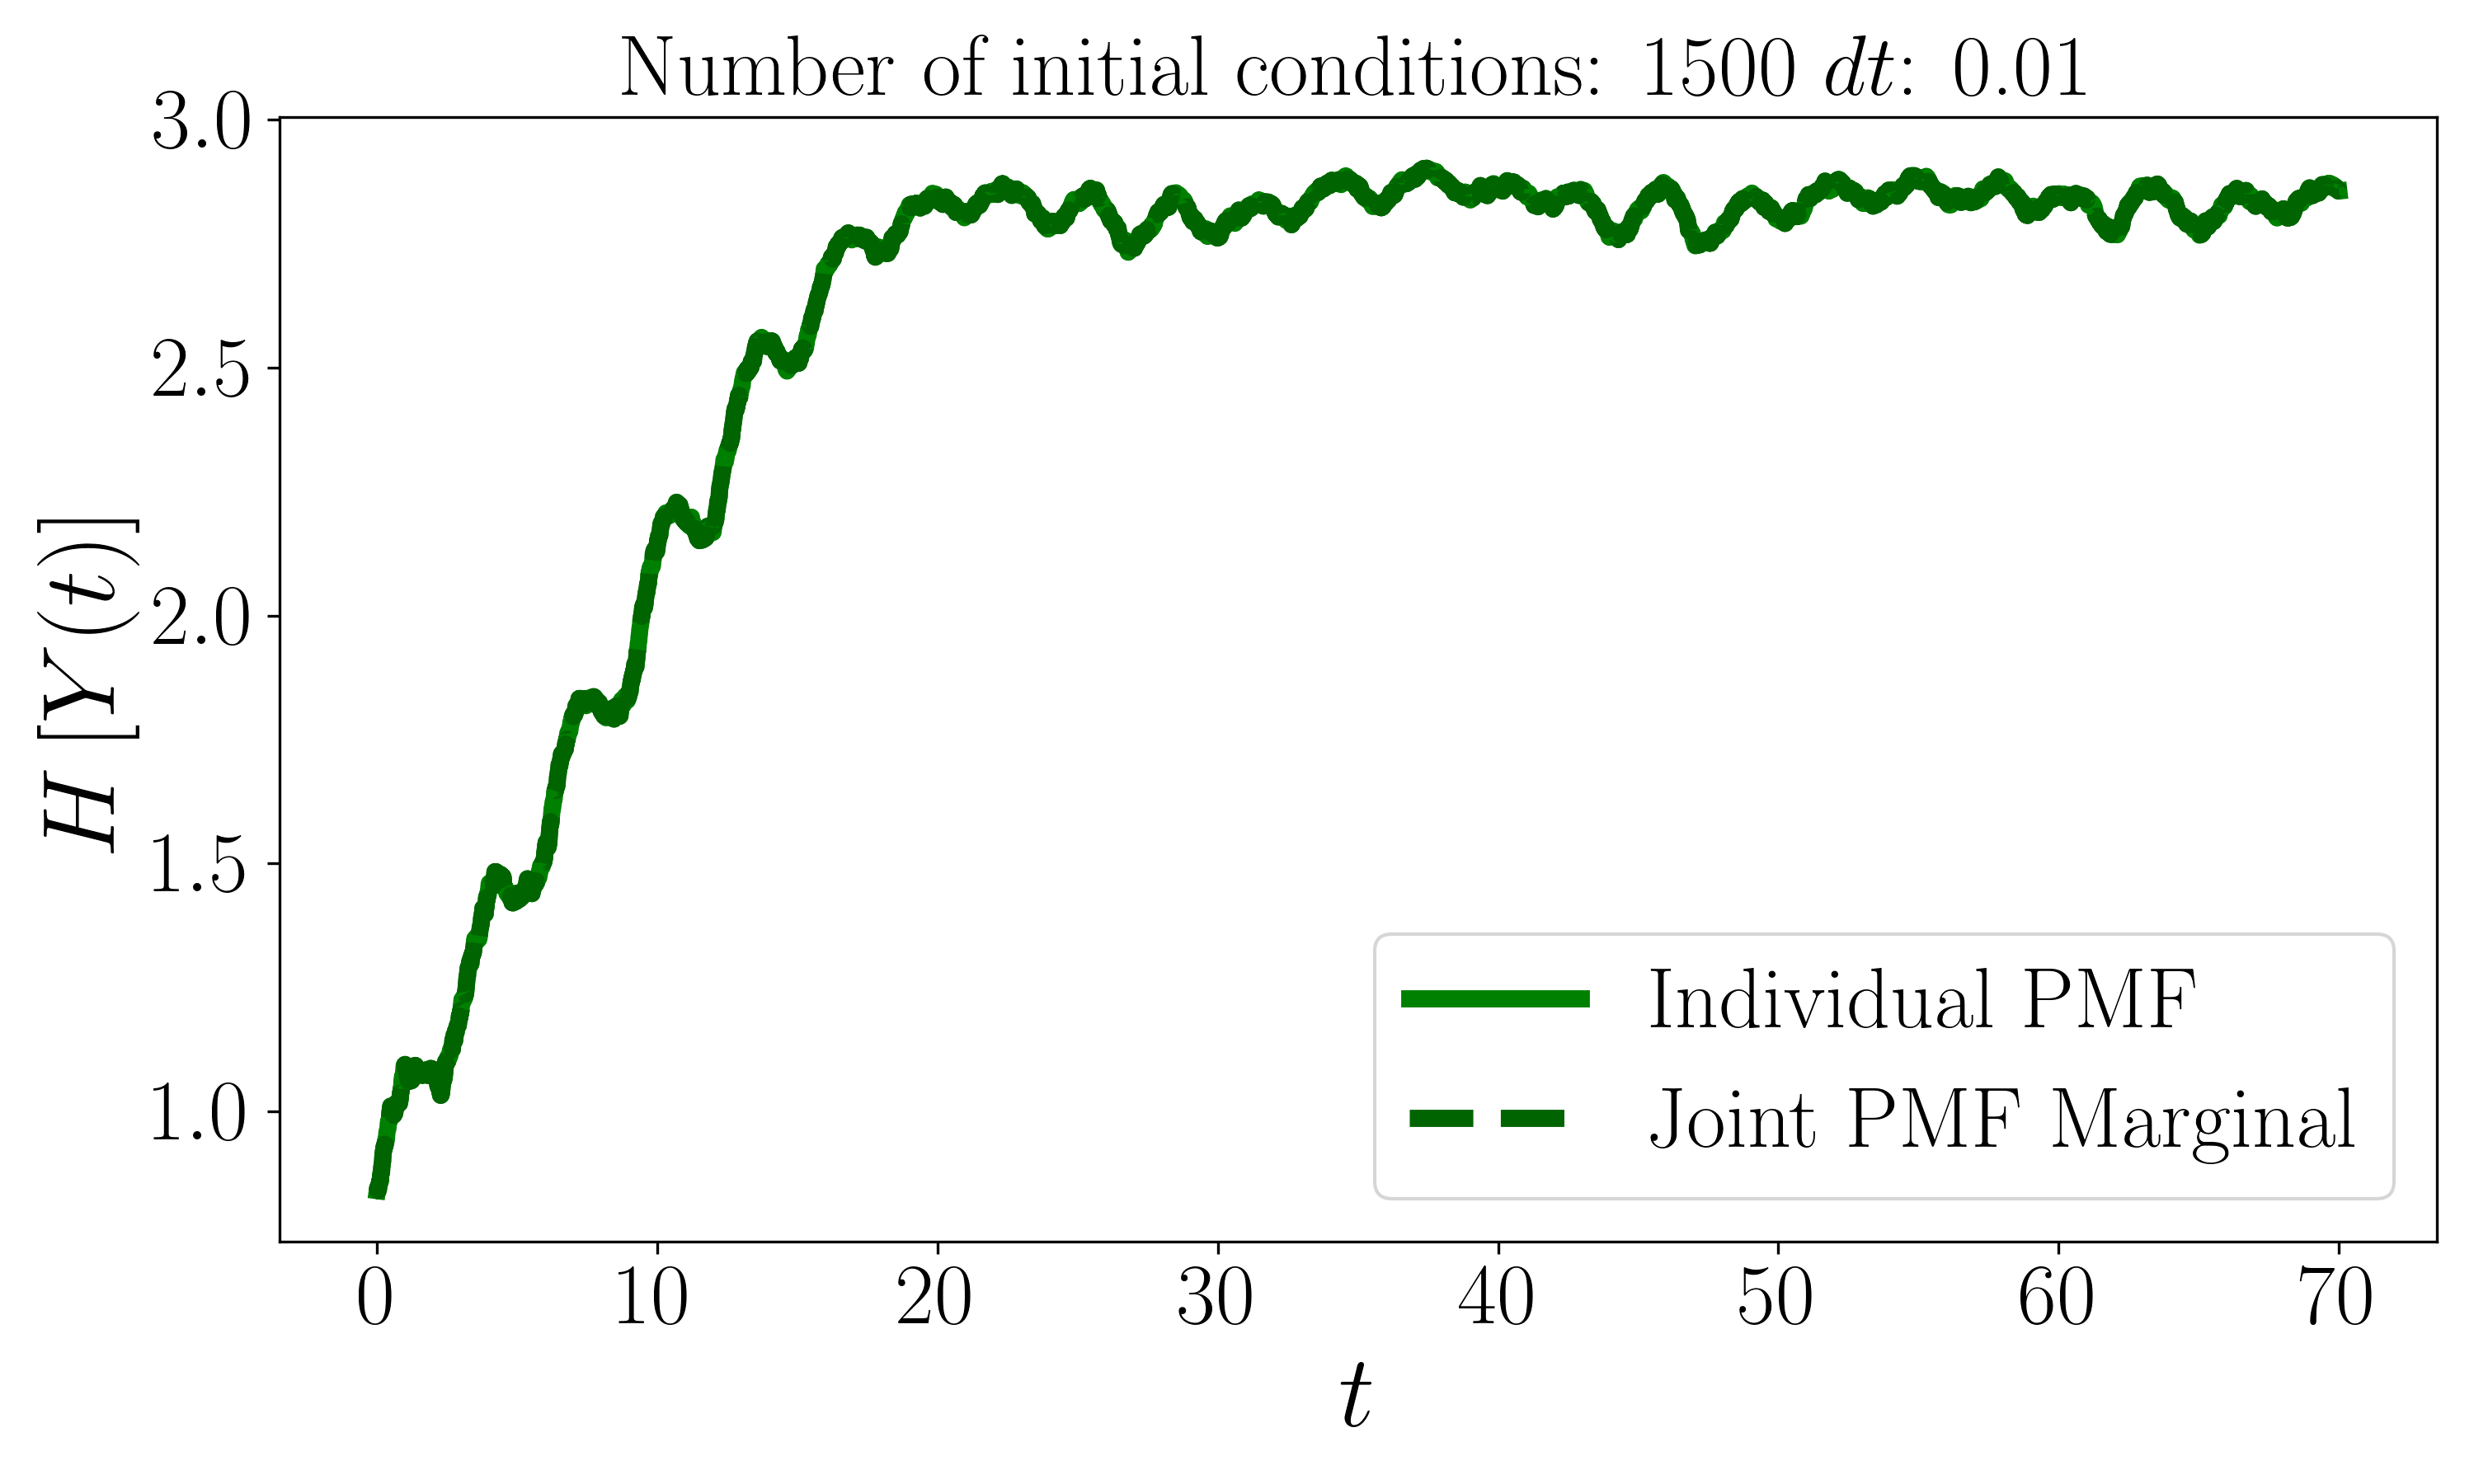 Number of initial conditions: 1500 dt: 0.01
H [Y(t)]
3.0
2.5
2.0
1.5
1.0
Individual PMF
Joint PMF Marginal
0 10 20 30 40 50 60 70
t